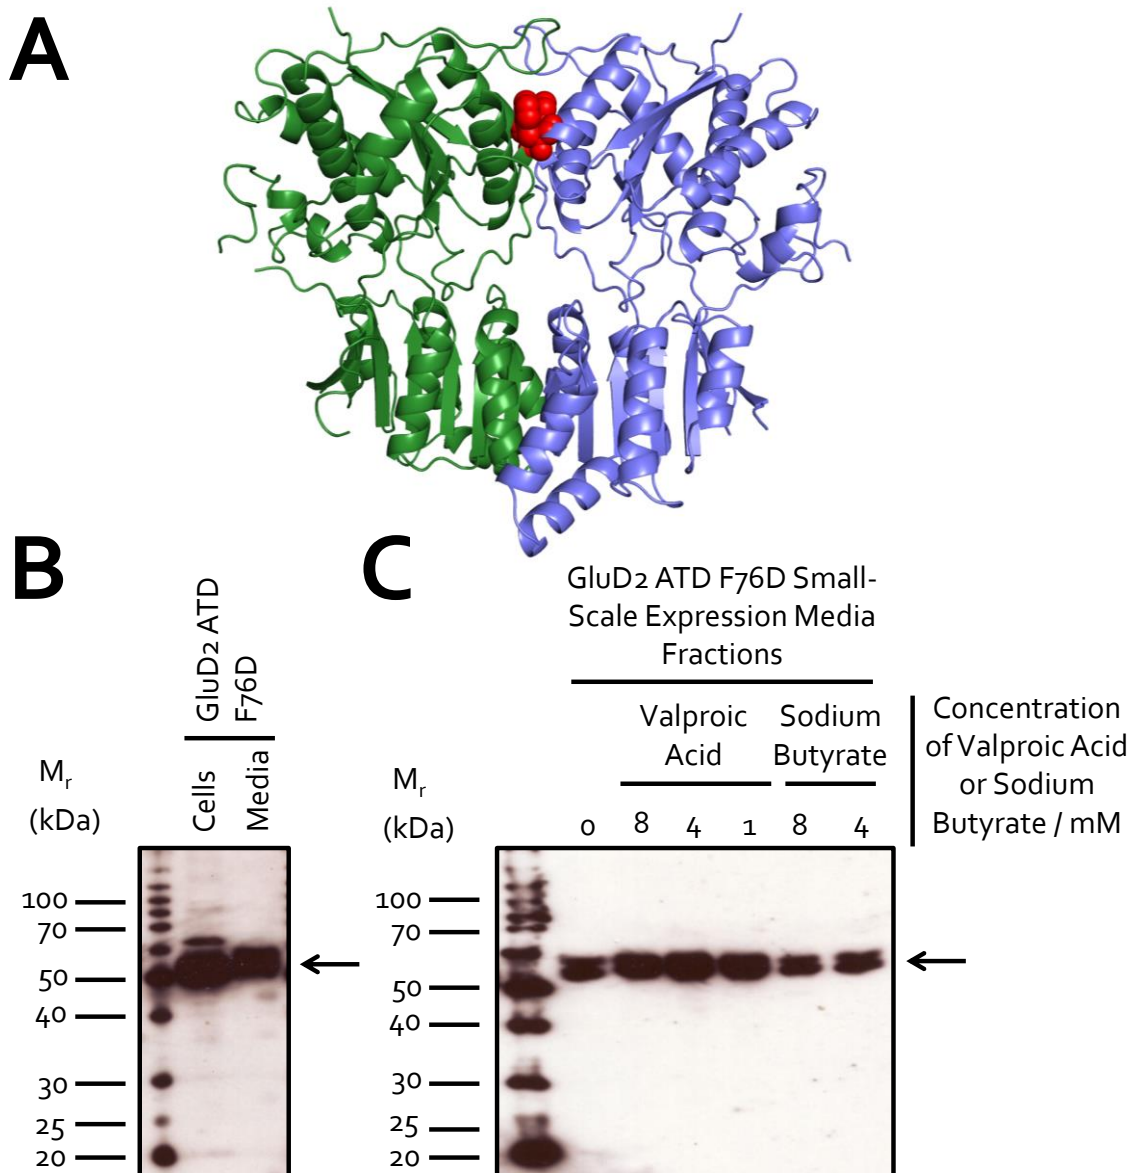 A
B
GluD2 ATD
F76D
Cells
Media
Mr
(kDa)
100
70
50
40
30
25
20
C
GluD2 ATD F76D Small-
Scale Expression Media
Fractions
Valproic
Acid
Sodium
Butyrate
Concentration
of Valproic Acid
or Sodium
Butyrate / mM
Mr
(kDa)
0 8 4 1 8 4
100
70
50
40
30
25
20